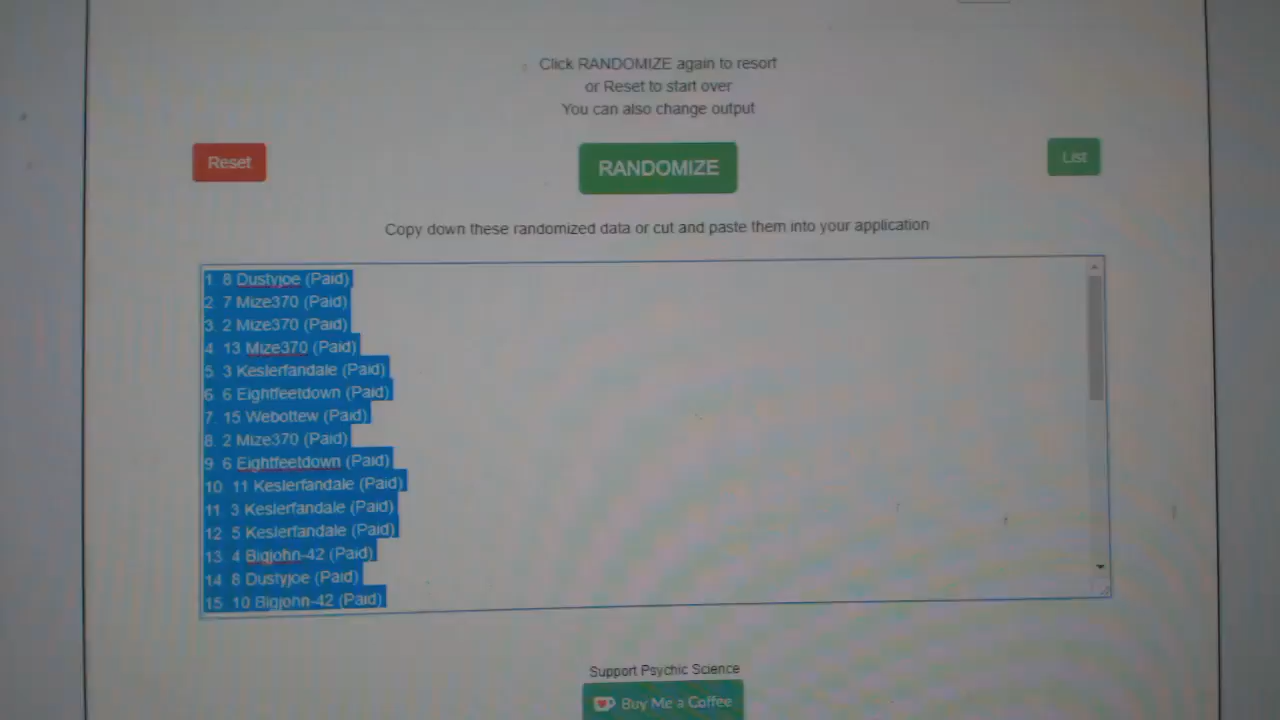 Click RANDOMIZE again to resort
or Reset to start over
You can also change output
Reset
RANDOMIZE
List
Copy down these randomized data or cut and paste them into your application
1. 8 Dustyjoe (Paid)
2. 7 Mize370 (Paid)
3. 2 Mize370 (Paid)
4. 13 Mize370 (Paid)
5. 3 Keslerfandale (Paid)
6. 6 Eightfeetdown (Paid)
7. 15 Webottew (Paid)
8. 2 Mize370 (Paid)
9. 6 Eightfeetdown (Paid)
10. 11 Keslerfandale (Paid)
11. 3 Keslerfandale (Paid)
12. 5 Keslerfandale (Paid)
13. 4 Bigjohn-42 (Paid)
14. 8 Dustyjoe (Paid)
15. 10 Bigjohn-42 (Paid)
Support Psychic Science
Buy Me a Coffee